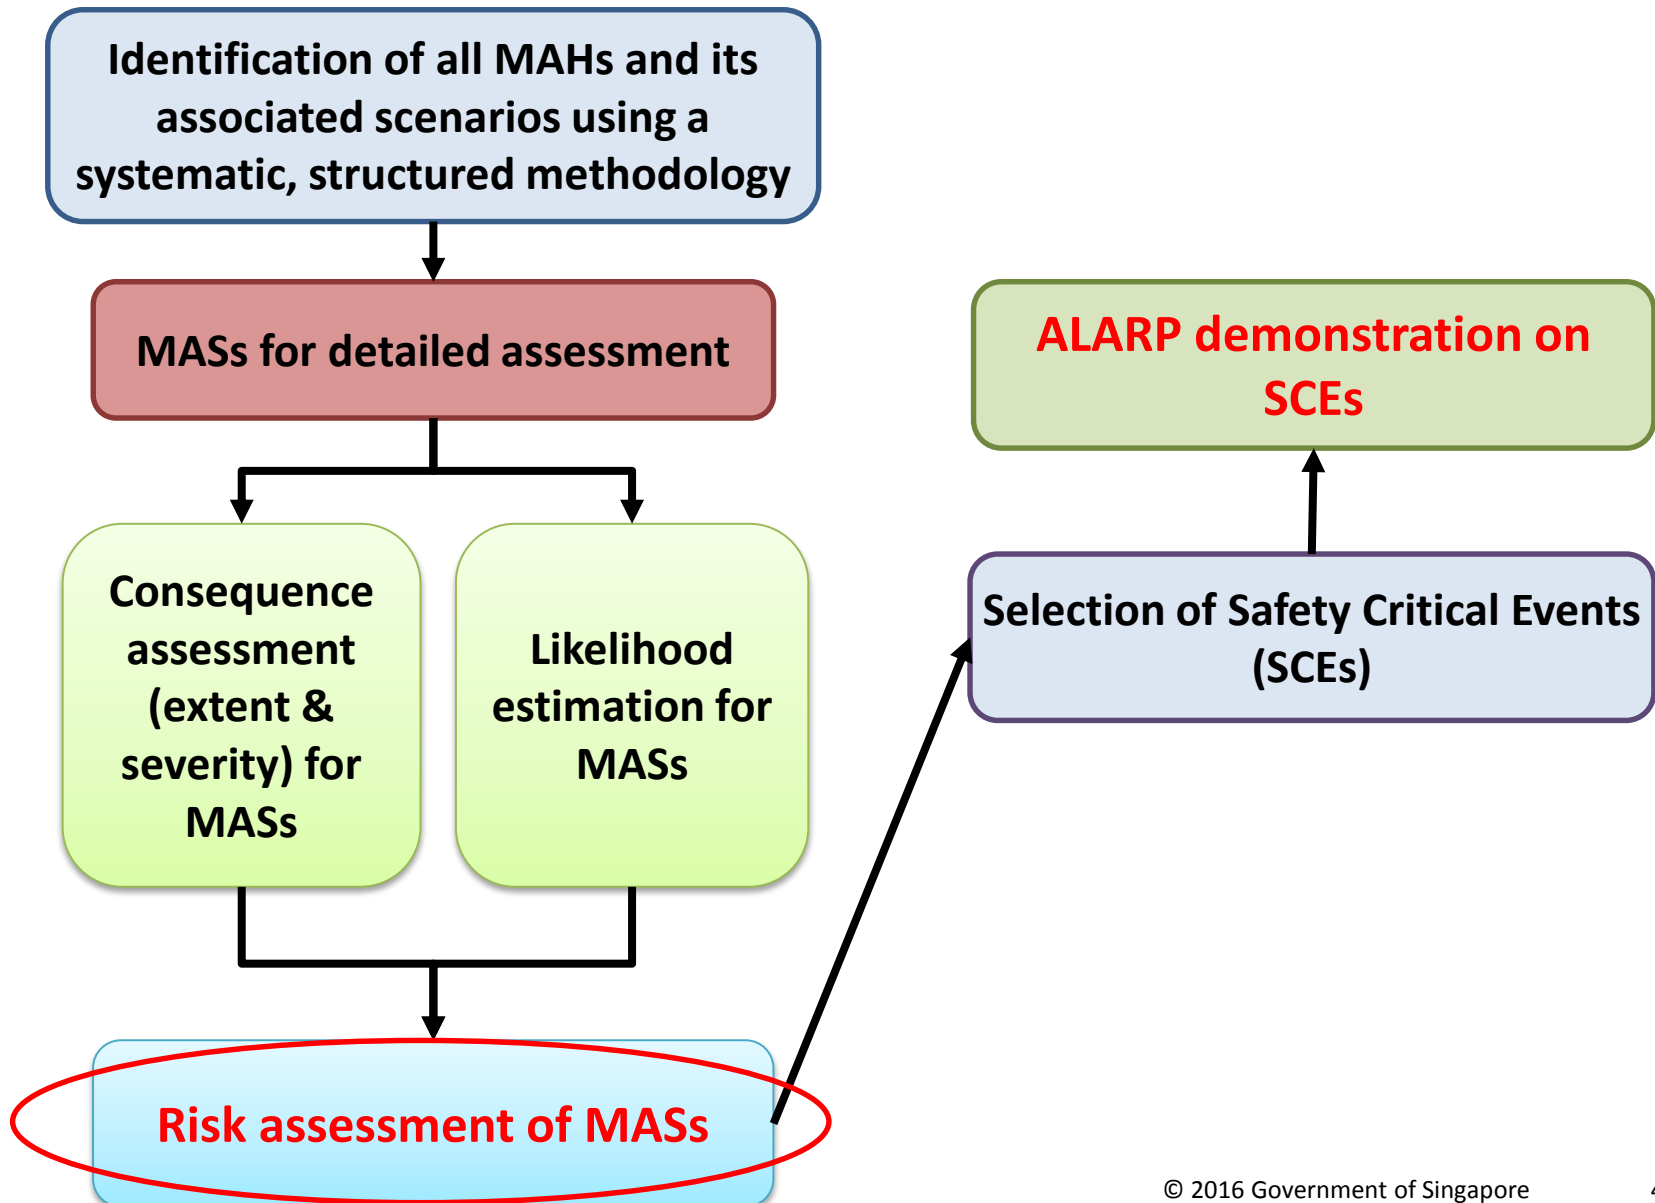 Identification of all MAHs and its
associated scenarios using a
systematic, structured methodology
MASs for detailed assessment
Consequence
assessment
(extent &
severity) for
MASs
Likelihood
estimation for
MASs
Risk assessment of MASs
ALARP demonstration on
SCEs
Selection of Safety Critical Events
(SCEs)
© 2016 Government of Singapore